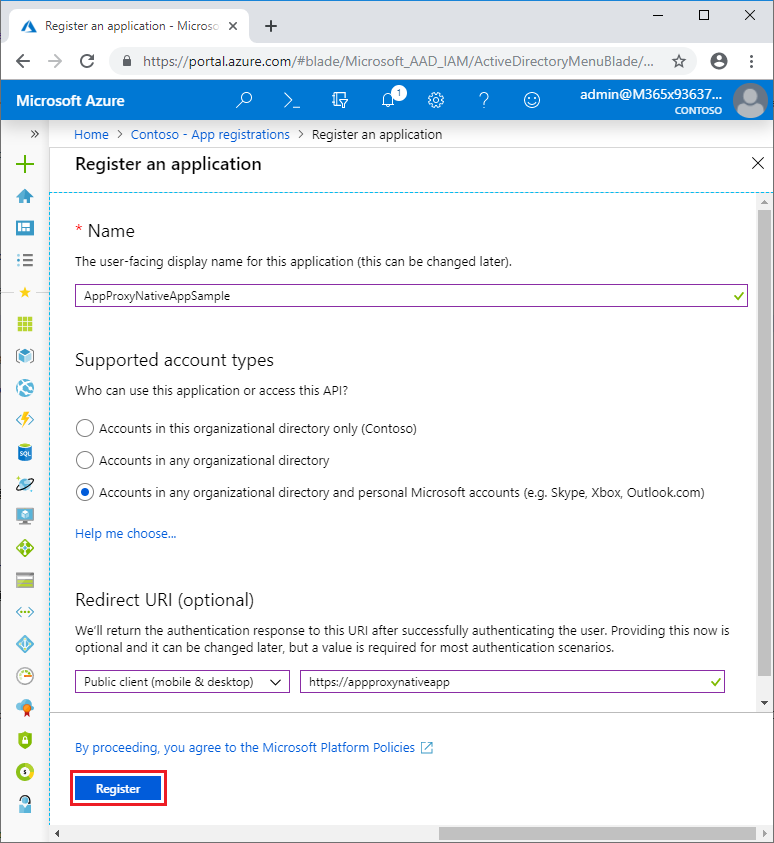 Register an application - Micros
https://portal.azure.com/#blade/Microsoft_AAD_IAM/ActiveDirectoryMenuBlade/...
Microsoft Azure
1
admin@M365x93637...
CONTOSO
Home > Contoso - App registrations > Register an application
Register an application
* Name
The user-facing display name for this application (this can be changed later).
AppProxyNativeAppSample
Supported account types
Who can use this application or access this API?
Accounts in this organizational directory only (Contoso)
Accounts in any organizational directory
Accounts in any organizational directory and personal Microsoft accounts (e.g. Skype, Xbox, Outlook.com)
Help me choose...
Redirect URI (optional)
We'll return the authentication response to this URI after successfully authenticating the user. Providing this now is
optional and it can be changed later, but a value is required for most authentication scenarios.
Public client (mobile & desktop)
https://appproxynativeapp
By proceeding, you agree to the Microsoft Platform Policies
Register
SQL